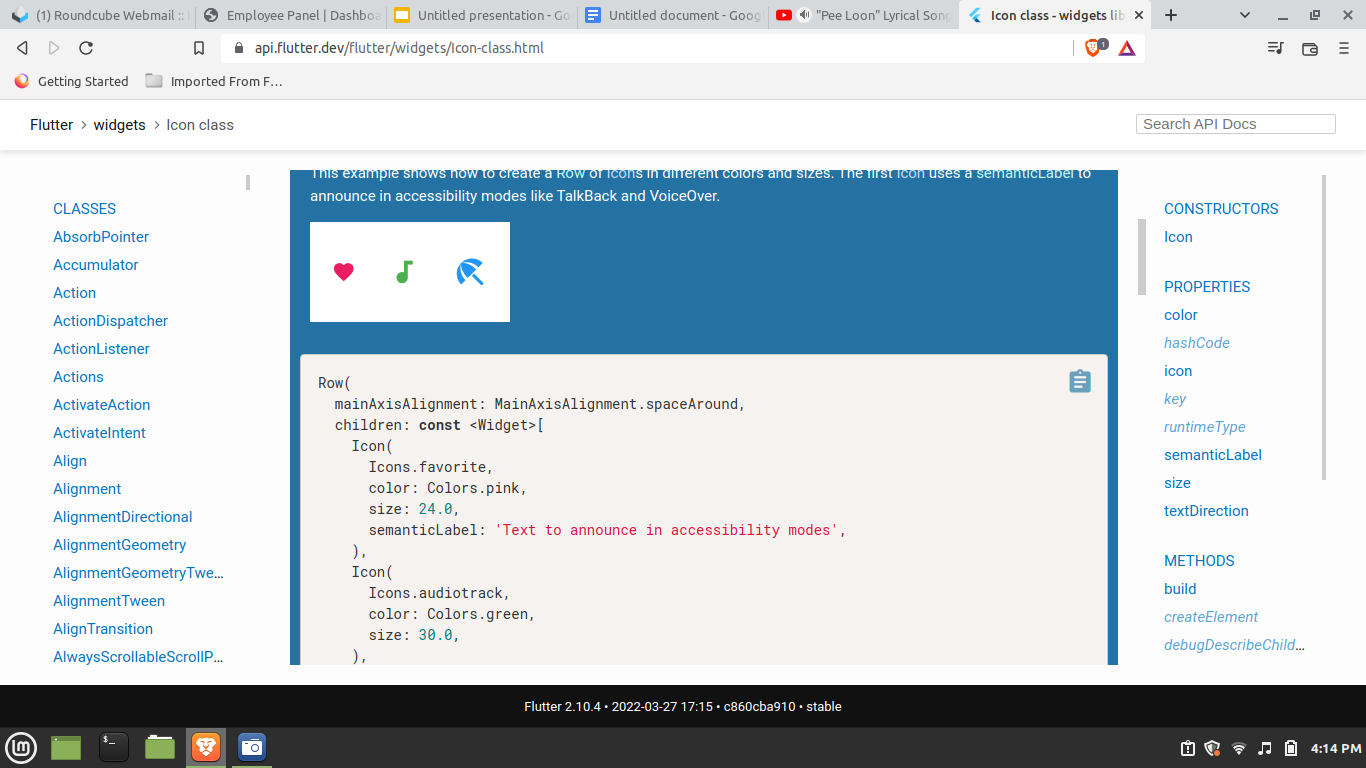 (1) Roundcube Webmail ::
Employee Panel | Dashbo
Untitled presentation - Go
Untitled document - Goog
"Pee Loon" Lyrical Song
Icon class - widgets lib
api.flutter.dev/flutter/widgets/Icon-class.html
1
Getting Started
Imported From F…
Flutter > widgets > Icon class
Search API Docs
CLASSES
AbsorbPointer
Accumulator
Action
ActionDispatcher
ActionListener
Actions
ActivateAction
ActivateIntent
Align
Alignment
AlignmentDirectional
AlignmentGeometry
AlignmentGeometryTwe…
AlignmentTween
AlignTransition
AlwaysScrollableScrollP…
This example shows how to create a Row of Icons in different colors and sizes. The first Icon uses a semanticLabel to
announce in accessibility modes like TalkBack and VoiceOver.
Row(
mainAxisAlignment: MainAxisAlignment.spaceAround,
children: const <Widget>[
Icon(
Icons.favorite,
color: Colors.pink,
size: 24.0,
semanticLabel: 'Text to announce in accessibility modes',
),
Icon(
Icons.audiotrack,
color: Colors.green,
size: 30.0,
),
CONSTRUCTORS
Icon
PROPERTIES
color
hashCode
icon
key
runtimeType
semanticLabel
size
textDirection
METHODS
build
createElement
debugDescribeChild…
Flutter 2.10.4 • 2022-03-27 17:15 • c860cba910 • stable
4:14 PM